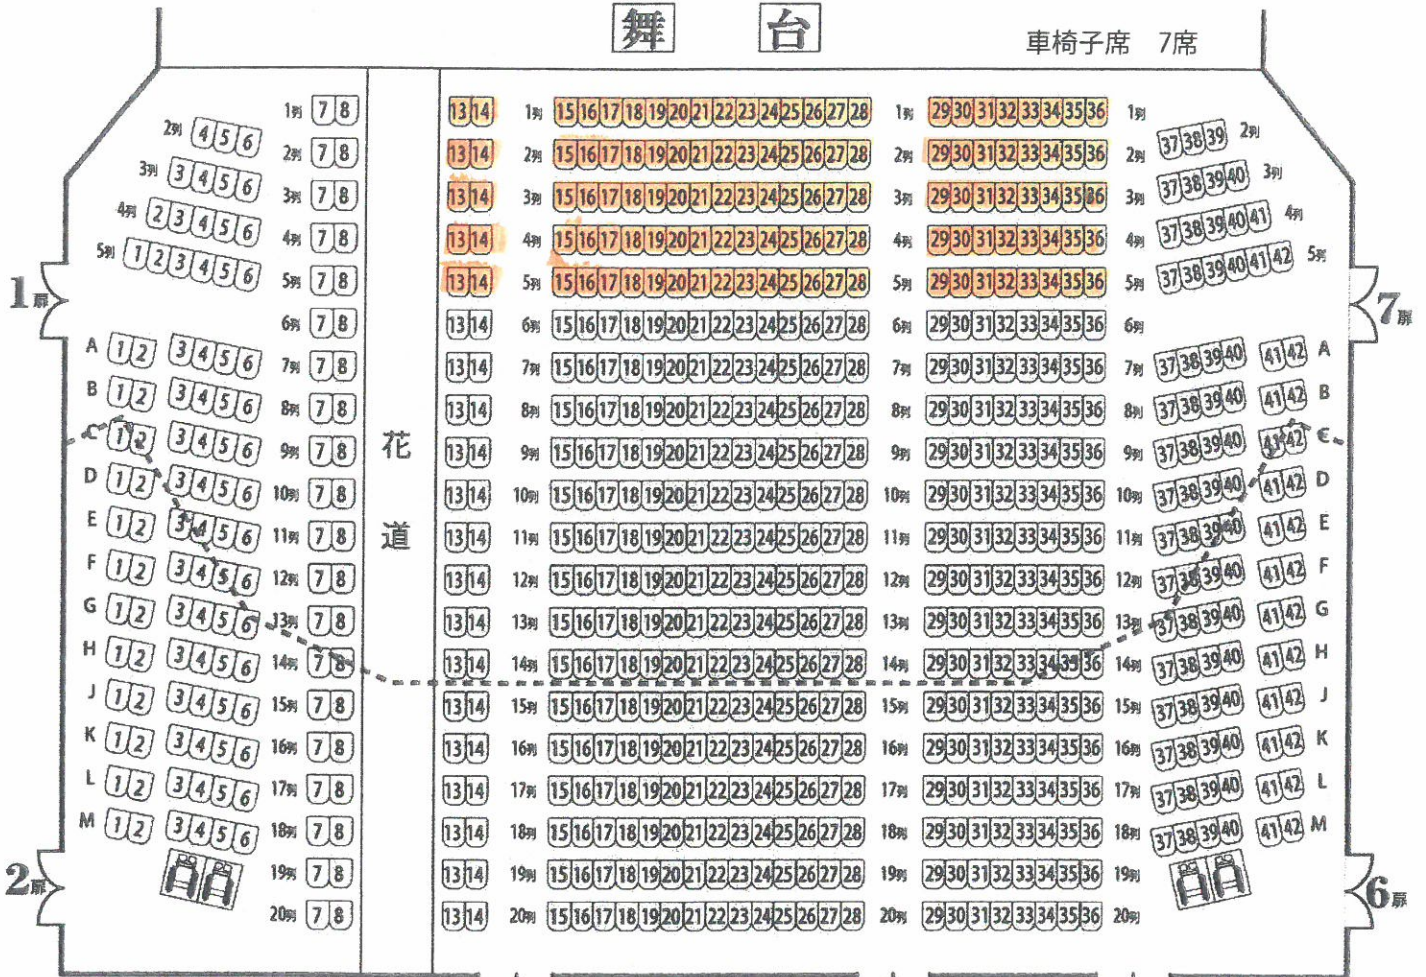 舞台
車椅子席 7席
1列 7 8 13 14 1列 15 16 17 18 19 20 21 22 23 24 25 26 27 28 1列 29 30 31 32 33 34 35 36 1列
2列 4 5 6 2列 7 8 13 14 2列 15 16 17 18 19 20 21 22 23 24 25 26 27 28 2列 29 30 31 32 33 34 35 36 2列 37 38 39 2列
3列 3 4 5 6 3列 7 8 13 14 3列 15 16 17 18 19 20 21 22 23 24 25 26 27 28 3列 29 30 31 32 33 34 35 36 3列 37 38 39 40 3列
4列 2 3 4 5 6 4列 7 8 13 14 4列 15 16 17 18 19 20 21 22 23 24 25 26 27 28 4列 29 30 31 32 33 34 35 36 4列 37 38 39 40 41 4列
5列 1 2 3 4 5 6 5列 7 8 13 14 5列 15 16 17 18 19 20 21 22 23 24 25 26 27 28 5列 29 30 31 32 33 34 35 36 5列 37 38 39 40 41 42 5列
1扉
7扉
6列 7 8 13 14 6列 15 16 17 18 19 20 21 22 23 24 25 26 27 28 6列 29 30 31 32 33 34 35 36 6列
A 1 2 3 4 5 6 7列 7 8 13 14 7列 15 16 17 18 19 20 21 22 23 24 25 26 27 28 7列 29 30 31 32 33 34 35 36 7列 37 38 39 40 41 42 A
B 1 2 3 4 5 6 8列 7 8 13 14 8列 15 16 17 18 19 20 21 22 23 24 25 26 27 28 8列 29 30 31 32 33 34 35 36 8列 37 38 39 40 41 42 B
C 1 2 3 4 5 6 9列 7 8 13 14 9列 15 16 17 18 19 20 21 22 23 24 25 26 27 28 9列 29 30 31 32 33 34 35 36 9列 37 38 39 40 41 42 C
花道
D 1 2 3 4 5 6 10列 7 8 13 14 10列 15 16 17 18 19 20 21 22 23 24 25 26 27 28 10列 29 30 31 32 33 34 35 36 10列 37 38 39 40 41 42 D
E 1 2 3 4 5 6 11列 7 8 13 14 11列 15 16 17 18 19 20 21 22 23 24 25 26 27 28 11列 29 30 31 32 33 34 35 36 11列 37 38 39 40 41 42 E
F 1 2 3 4 5 6 12列 7 8 13 14 12列 15 16 17 18 19 20 21 22 23 24 25 26 27 28 12列 29 30 31 32 33 34 35 36 12列 37 38 39 40 41 42 F
G 1 2 3 4 5 6 13列 7 8 13 14 13列 15 16 17 18 19 20 21 22 23 24 25 26 27 28 13列 29 30 31 32 33 34 35 36 13列 37 38 39 40 41 42 G
H 1 2 3 4 5 6 14列 7 8 13 14 14列 15 16 17 18 19 20 21 22 23 24 25 26 27 28 14列 29 30 31 32 33 34 35 36 14列 37 38 39 40 41 42 H
J 1 2 3 4 5 6 15列 7 8 13 14 15列 15 16 17 18 19 20 21 22 23 24 25 26 27 28 15列 29 30 31 32 33 34 35 36 15列 37 38 39 40 41 42 J
K 1 2 3 4 5 6 16列 7 8 13 14 16列 15 16 17 18 19 20 21 22 23 24 25 26 27 28 16列 29 30 31 32 33 34 35 36 16列 37 38 39 40 41 42 K
L 1 2 3 4 5 6 17列 7 8 13 14 17列 15 16 17 18 19 20 21 22 23 24 25 26 27 28 17列 29 30 31 32 33 34 35 36 17列 37 38 39 40 41 42 L
M 1 2 3 4 5 6 18列 7 8 13 14 18列 15 16 17 18 19 20 21 22 23 24 25 26 27 28 18列 29 30 31 32 33 34 35 36 18列 37 38 39 40 41 42 M
19列 7 8 13 14 19列 15 16 17 18 19 20 21 22 23 24 25 26 27 28 19列 29 30 31 32 33 34 35 36 19列
2扉
6扉
20列 7 8 13 14 20列 15 16 17 18 19 20 21 22 23 24 25 26 27 28 20列 29 30 31 32 33 34 35 36 20列